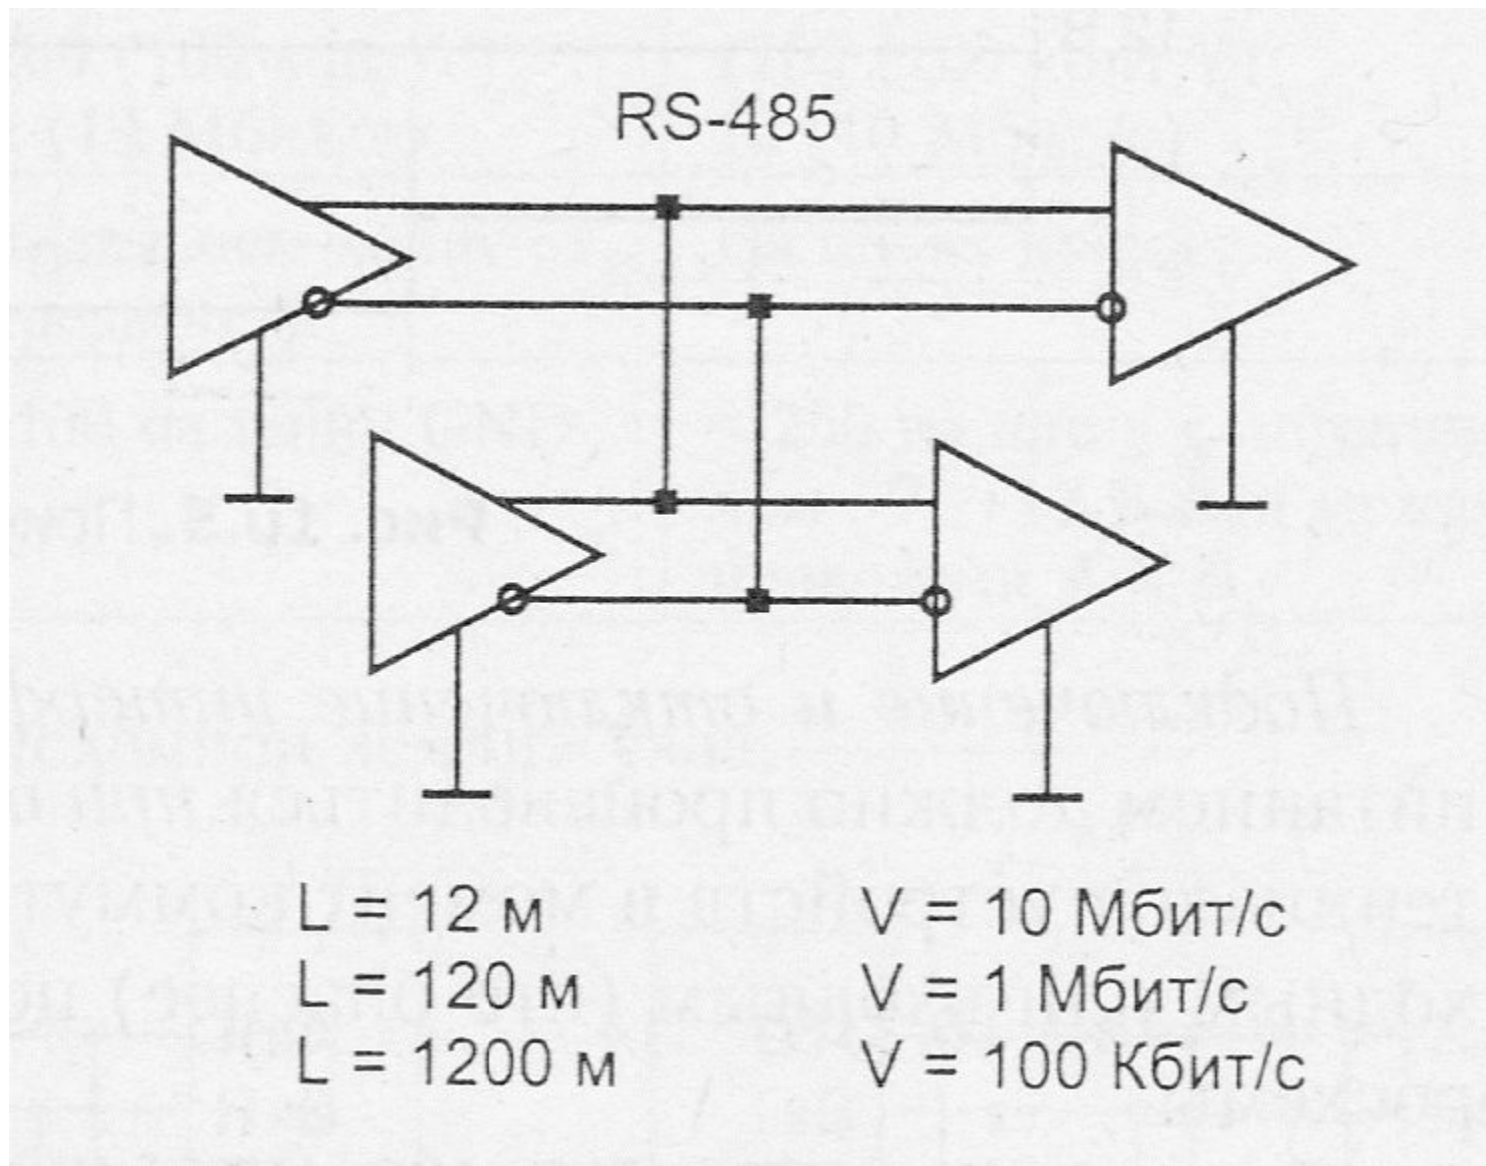 RS-485
L = 12 м V = 10 Мбит/с
L = 120 м V = 1 Мбит/с
L = 1200 м V = 100 Кбит/с